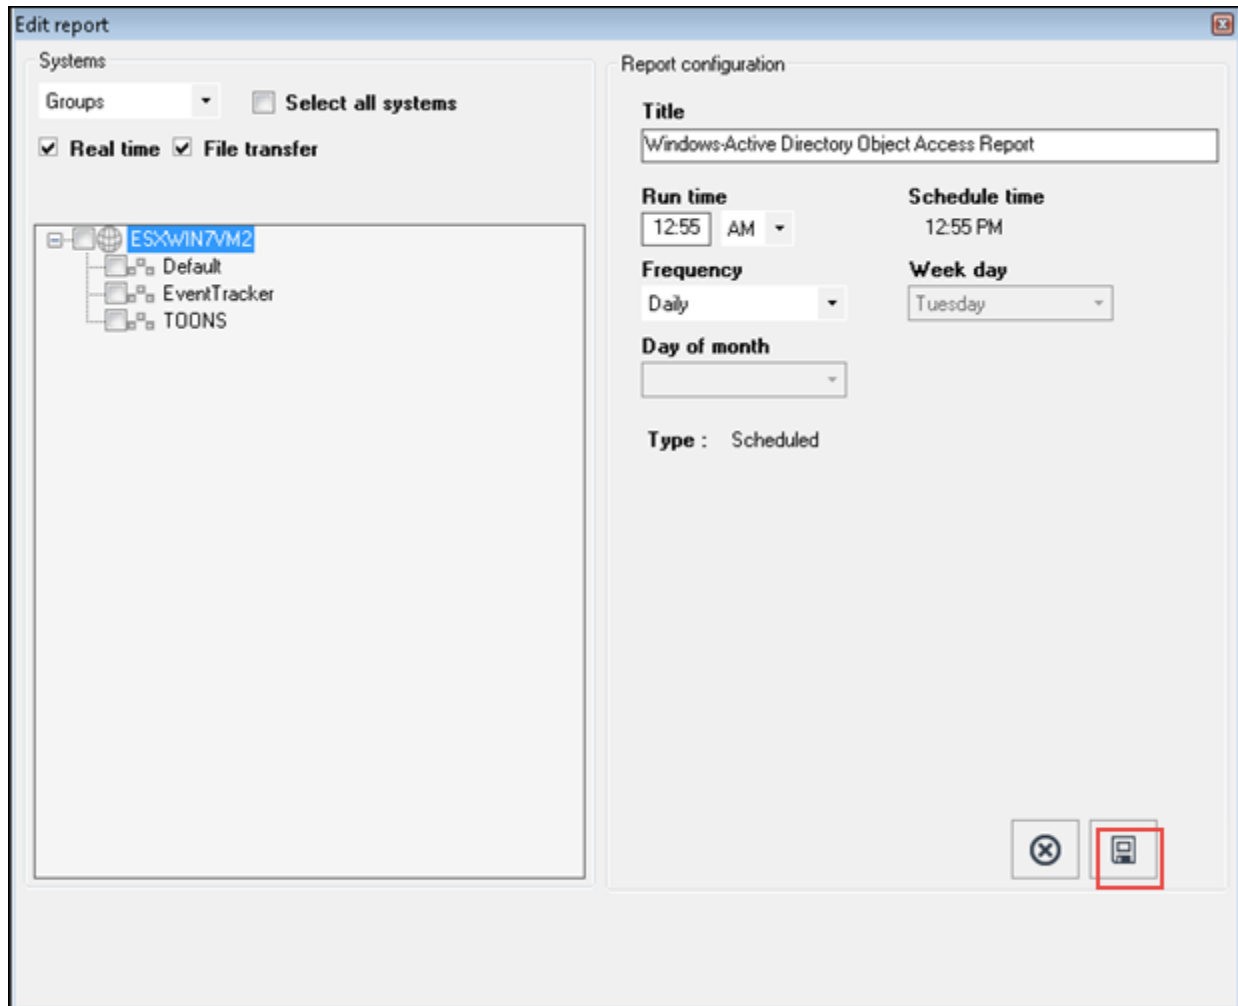 Edit report
Systems
Groups
Select all systems
Real time
File transfer
ESXWIN7VM2
Default
EventTracker
TOONS
Report configuration
Title
Windows-Active Directory Object Access Report
Run time
Schedule time
12:55
AM
12:55 PM
Frequency
Week day
Daily
Tuesday
Day of month
Type : Scheduled